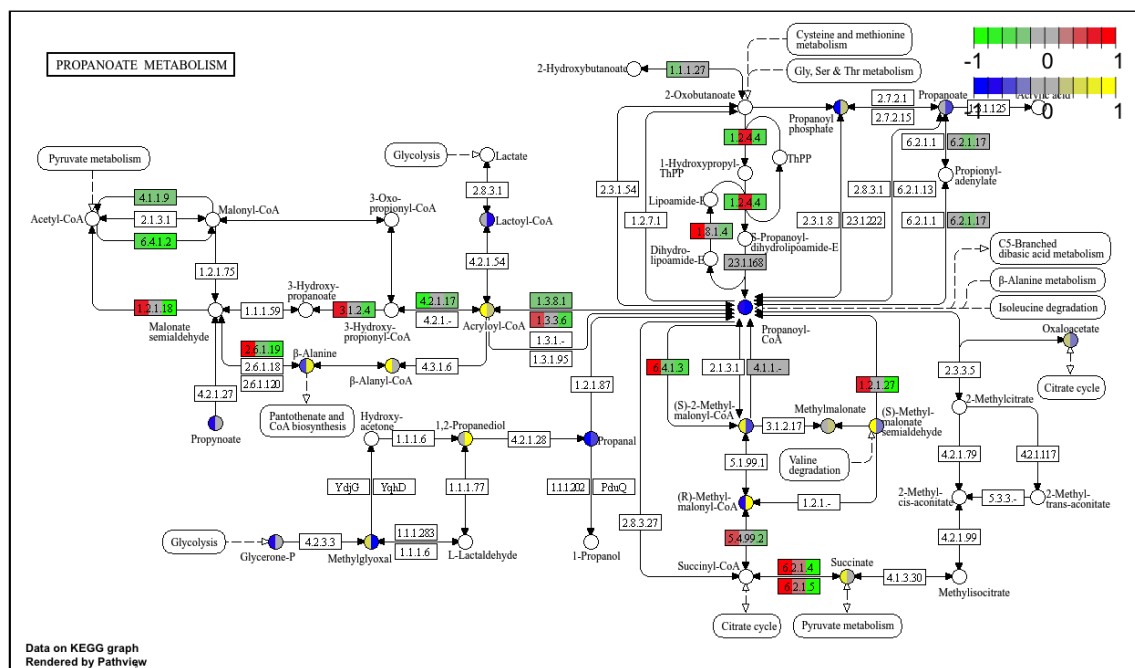 PROPANOATE METABOLISM
Cysteine and methionine
metabolism
Gly, Ser & Thr metabolism
-1
0
1
-1
0
1
2-Hydroxybutanoate
1.1.1.27
2-Oxobutanoate
Propanoyl
phosphate
2.7.2.1
2.7.2.15
Propanoate
1.3.1.125
Acrylic acid
Pyruvate metabolism
Glycolysis
Lactate
2.8.3.1
Lactoyl-CoA
4.2.1.54
1.2.4.4
1-Hydroxypropyl-
ThPP
ThPP
2.3.1.54
1.2.7.1
Lipoamide-E
1.2.4.4
1.8.1.4
Dihydro-
lipoamide-E
S-Propanoyl-
dihydrolipoamide-E
2.3.1.168
6.2.1.1
6.2.1.17
Propionyl-
adenylate
2.8.3.1
6.2.1.13
2.3.1.8
2.3.1.222
6.2.1.1
6.2.1.17
4.1.1.9
2.1.3.1
6.4.1.2
Acetyl-CoA
Malonyl-CoA
3-Oxo-
propionyl-CoA
1.2.1.75
C5-Branched
dibasic acid metabolism
β-Alanine metabolism
Isoleucine degradation
1.2.1.18
Malonate
semialdehyde
1.1.1.59
3-Hydroxy-
propanoate
3.1.2.4
3-Hydroxy-
propionyl-CoA
4.2.1.17
4.2.1.-
Acryloyl-CoA
1.3.8.1
1.3.3.6
1.3.1.-
1.3.1.95
Propanoyl-
CoA
Oxaloacetate
Citrate cycle
2.6.1.19
2.6.1.18
2.6.1.120
β-Alanine
β-Alanyl-CoA
4.3.1.6
4.2.1.27
Propynoate
Pantothenate and
CoA biosynthesis
1.2.1.87
6.4.1.3
2.1.3.1
4.1.1.-
1.2.1.27
2.3.3.5
(S)-2-Methyl-
malonyl-CoA
3.1.2.17
Methylmalonate
(S)-Methyl-
malonate
semialdehyde
Valine
degradation
2-Methylcitrate
4.2.1.79
4.2.1.117
Hydroxy-
acetone
1.1.1.6
1,2-Propanediol
4.2.1.28
Propanal
YdjG
YqhD
1.1.1.77
1.1.1.202
PduQ
5.1.99.1
(R)-Methyl-
malonyl-CoA
1.2.1.-
2-Methyl-
cis-aconitate
5.3.3.-
2-Methyl-
trans-aconitate
2.8.3.27
5.4.99.2
4.2.1.99
Glycolysis
Glycerone-P
4.2.3.3
Methylglyoxal
1.1.1.283
1.1.1.6
L-Lactaldehyde
1-Propanol
Succinyl-CoA
6.2.1.4
6.2.1.5
Succinate
4.1.3.30
Methylisocitrate
Citrate cycle
Pyruvate metabolism
Data on KEGG graph
Rendered by Pathview